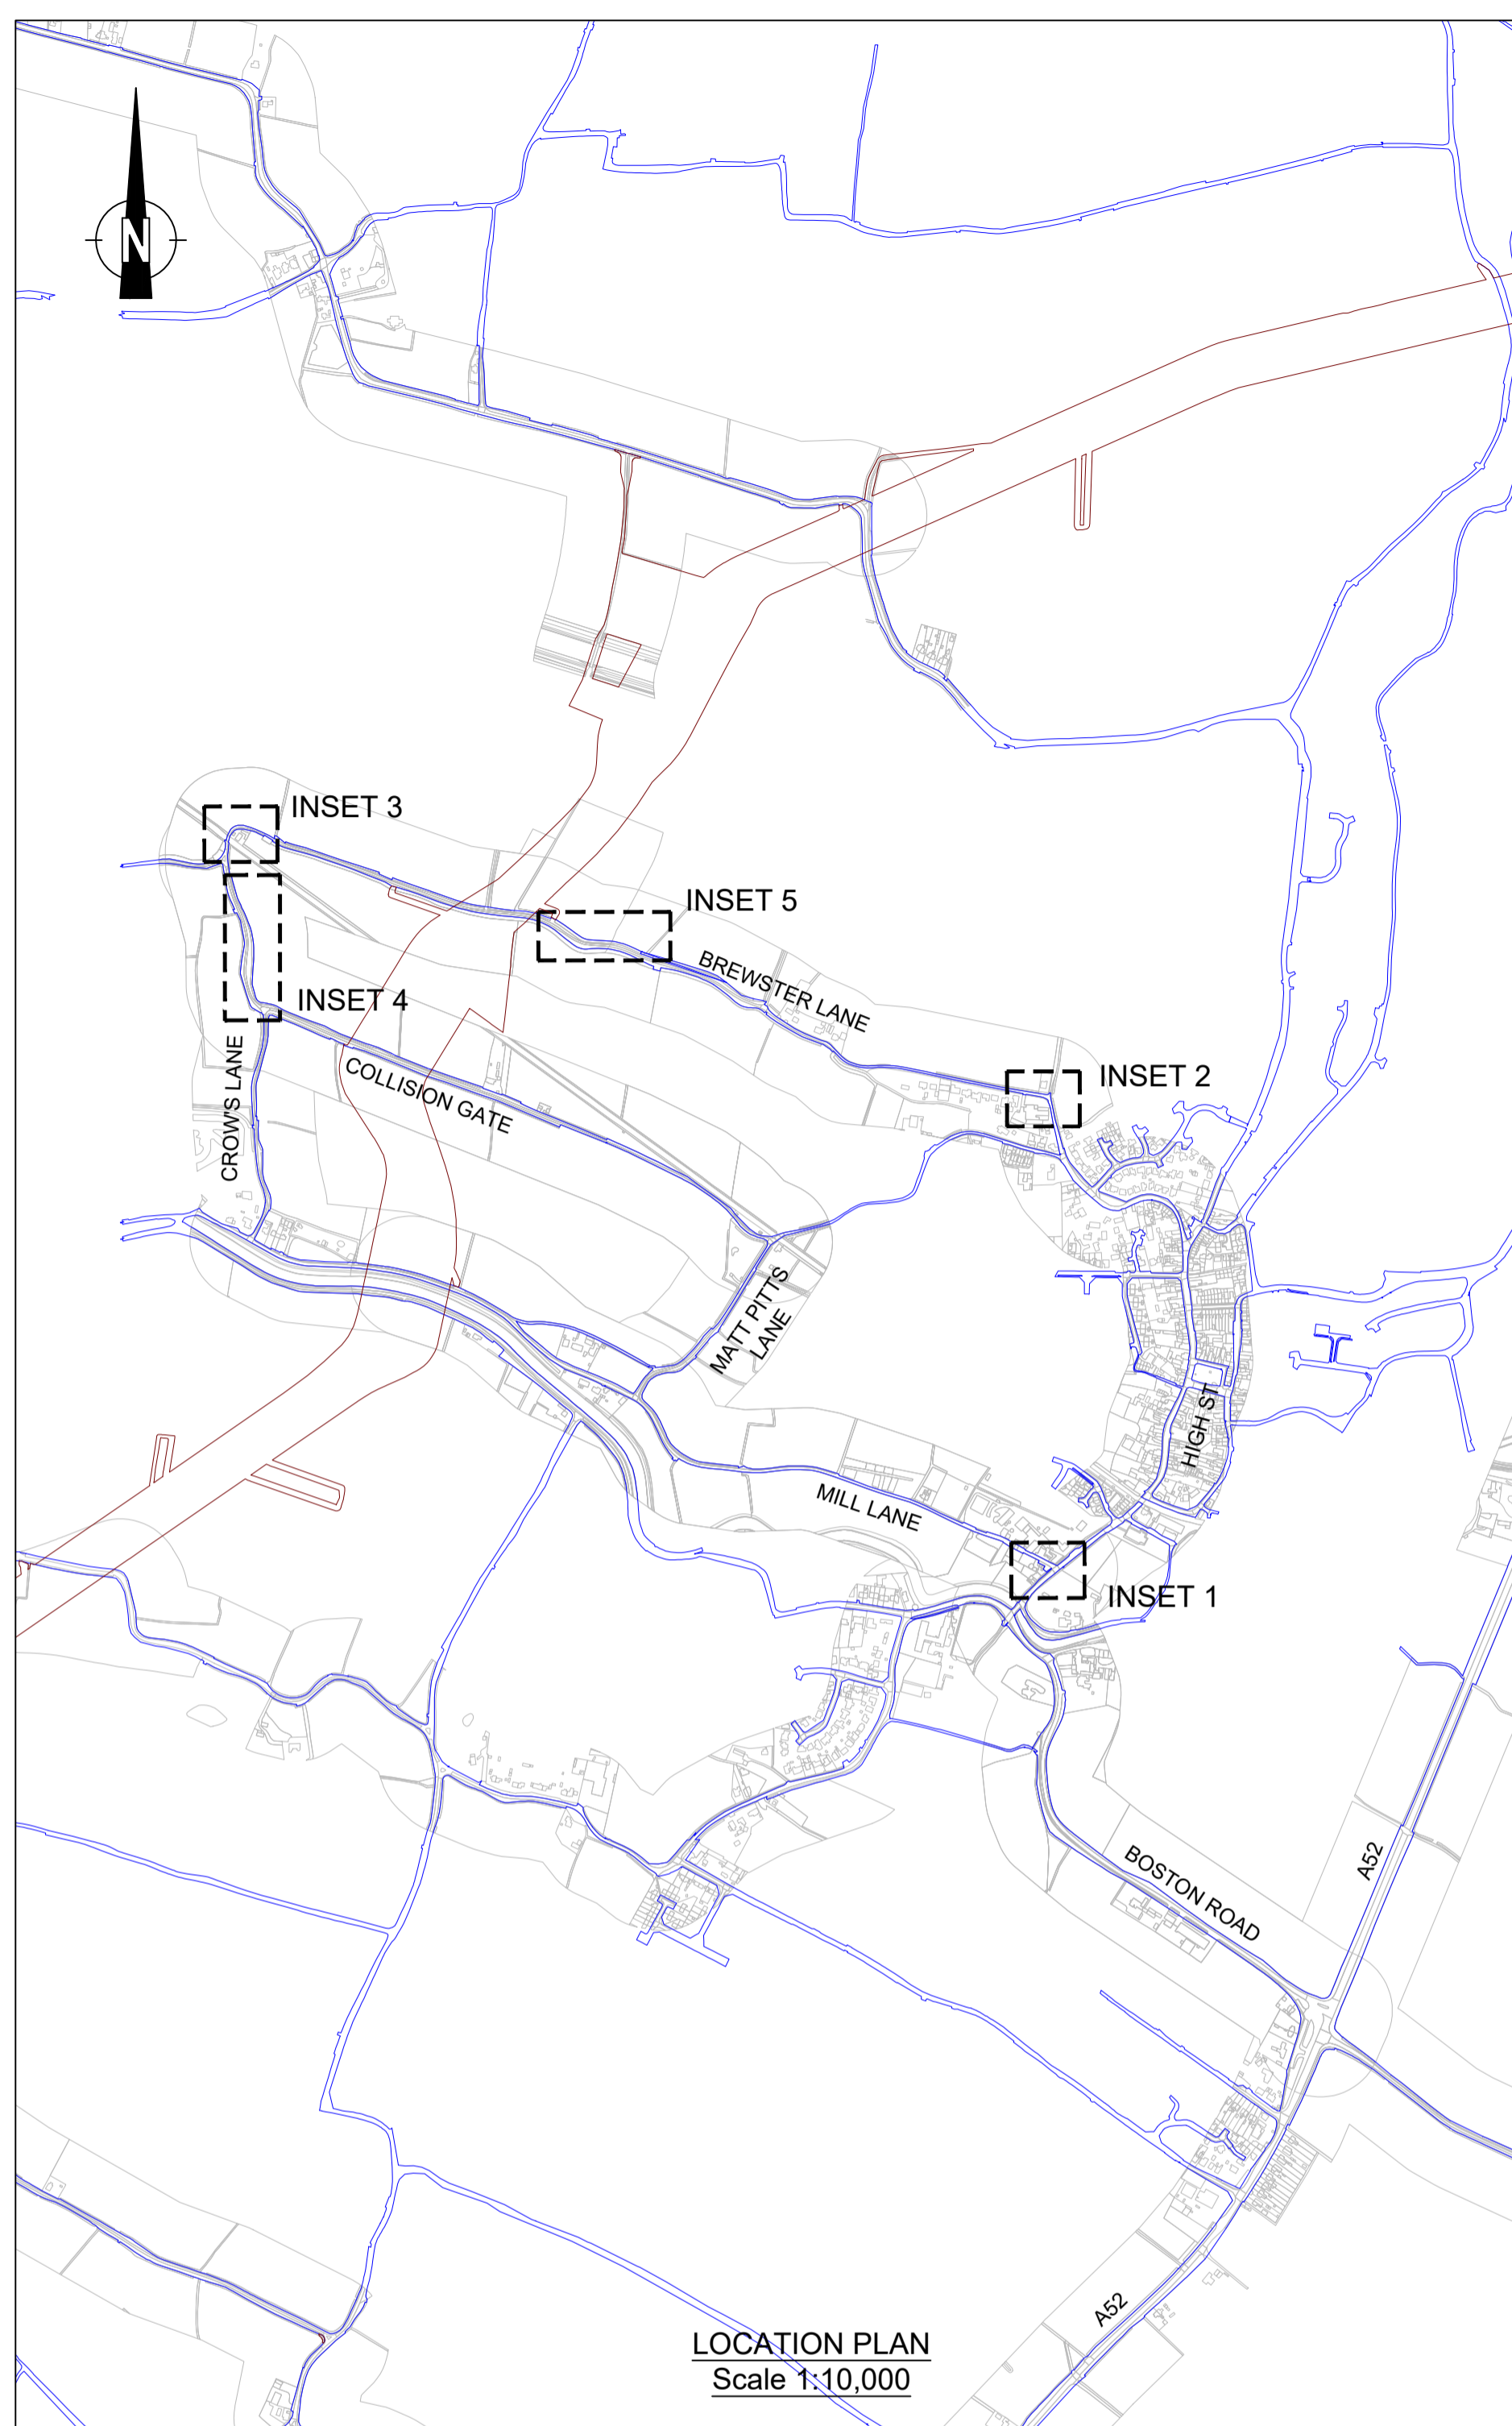 N
INSET 3
INSET 5
BREWSTER LANE
INSET 4
CROW'S LANE
COLLISION GATE
INSET 2
MATT PITTS
LANE
HIGH ST.
MILL LANE
INSET 1
BOSTON ROAD
A52
A52
LOCATION PLAN
Scale 1:10,000